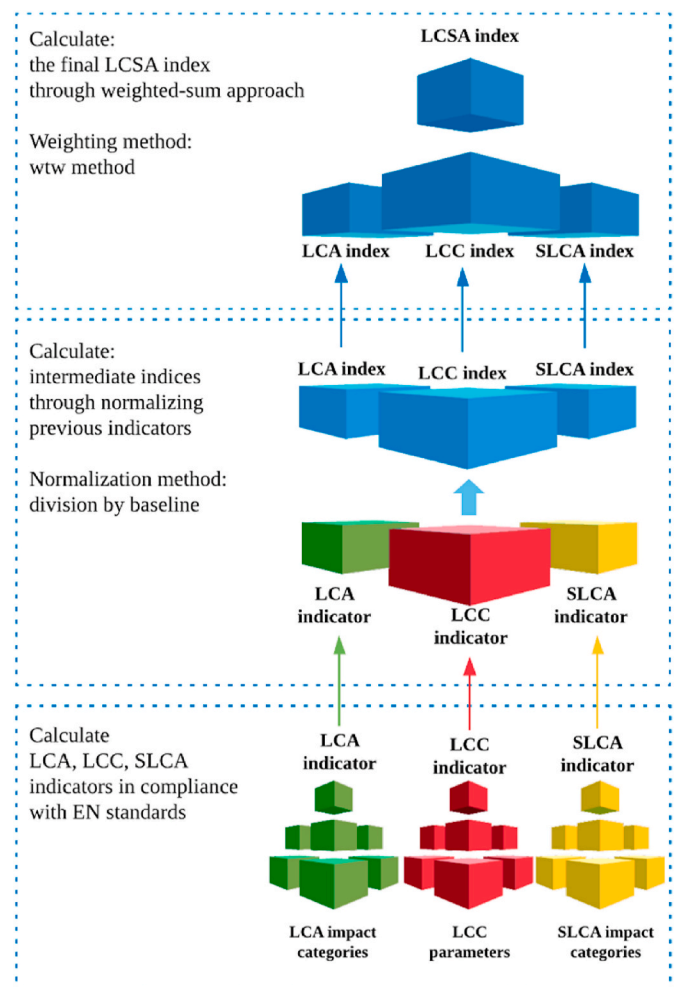 Calculate:
the final LCSA index
through weighted-sum approach
Weighting method:
wtw method
LCSA index
LCA index
LCC index
SLCA index
Calculate:
intermediate indices
through normalizing
previous indicators
Normalization method:
division by baseline
LCA index
LCC index
SLCA index
LCA
indicator
LCC
indicator
SLCA
indicator
Calculate
LCA, LCC, SLCA
indicators in compliance
with EN standards
LCA
indicator
LCC
indicator
SLCA
indicator
LCA impact
categories
LCC
parameters
SLCA impact
categories